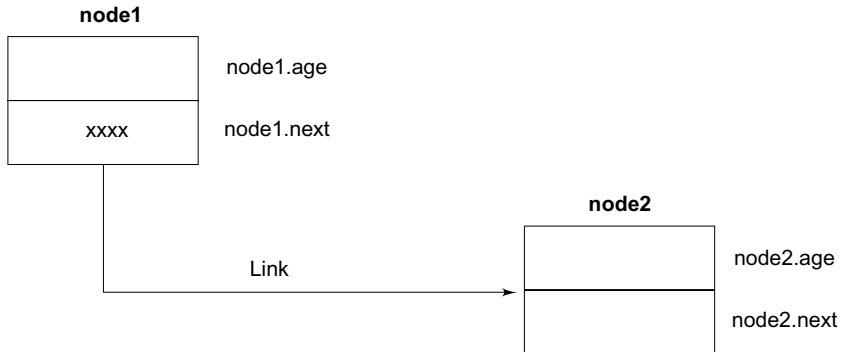 node1
node1.age
xxxx
node1.next
node2
node2.age
Link
node2.next